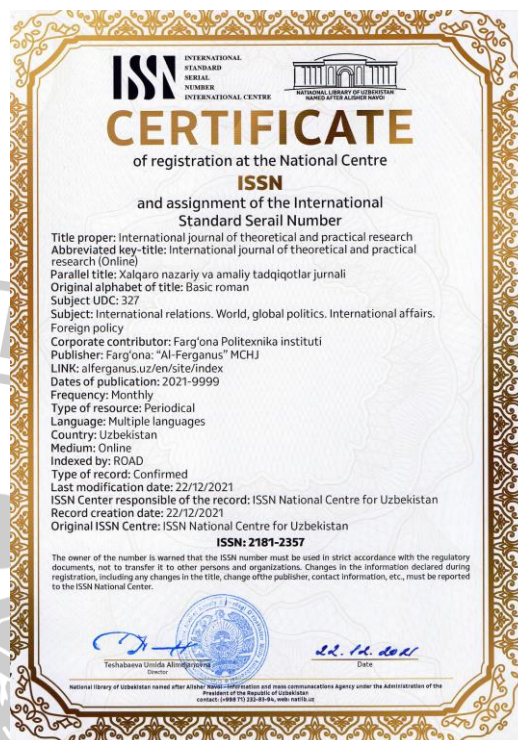 ISSN
INTERNATIONAL
STANDARD
SERIAL
NUMBER
INTERNATIONAL CENTRE
NATIAONAL LIBRARY OF UZBEKISTAN
NAMED AFTER ALISHER NAVOI
CERTIFICATE
of registration at the National Centre
ISSN
and assignment of the International
Standard Serail Number
Title proper: International journal of theoretical and practical research
Abbreviated key-title: International journal of theoretical and practical
research (Online)
Parallel title: Xalqaro nazariy va amaliy tadqiqotlar jurnali
Original alphabet of title: Basic roman
Subject UDC: 327
Subject: International relations. World, global politics. International affairs.
Foreign policy
Corporate contributor: Farg'ona Politexnika instituti
Publisher: Farg'ona: "Al-Ferganus" MCHJ
LINK: alferganus.uz/en/site/index
Dates of publication: 2021-9999
Frequency: Monthly
Type of resource: Periodical
Language: Multiple languages
Country: Uzbekistan
Medium: Online
Indexed by: ROAD
Type of record: Confirmed
Last modification date: 22/12/2021
ISSN Center responsible of the record: ISSN National Centre for Uzbekistan
Record creation date: 22/12/2021
Original ISSN Centre: ISSN National Centre for Uzbekistan
ISSN: 2181-2357
The owner of the number is warned that the ISSN number must be used in strict accordance with the regulatory
documents, not to transfer it to other persons and organizations. Changes in the information declared during
registration, including any changes in the title, change ofthe publisher, contact information, etc., must be reported
to the ISSN National Center.
22.12.2021
Teshabaeva Umida Alimdjarovna
Director
Date
National library of Uzbekistan named after Alisher Navoi - Information and mass communacations Agency under the Administration of the
President of the Republic of Uzbekistan
contact: (+998 71) 232-83-94, web: natlib.uz